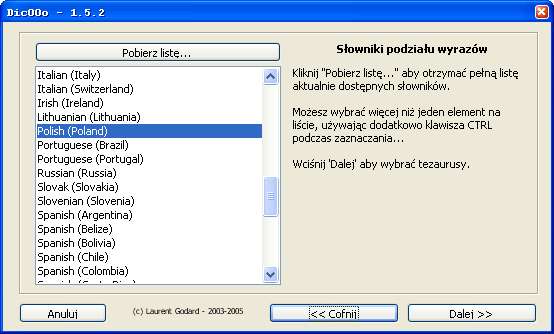 DicOOo - 1.5.2
Pobierz listę...
Italian (Italy)
Italian (Switzerland)
Irish (Ireland)
Lithuanian (Lithuania)
Polish (Poland)
Portuguese (Brazil)
Portuguese (Portugal)
Russian (Russia)
Slovak (Slovakia)
Slovenian (Slovenia)
Spanish (Argentina)
Spanish (Belize)
Spanish (Bolivia)
Spanish (Chile)
Spanish (Colombia)
Słowniki podziału wyrazów
Kliknij "Pobierz listę..." aby otrzymać pełną listę
aktualnie dostępnych słowników.
Możesz wybrać więcej niż jeden element na
liście, używając dodatkowo klawisza CTRL
podczas zaznaczania...
Wciśnij 'Dalej' aby wybrać tezaurusy.
Anuluj
(c) Laurent Godard - 2003-2005
<< Cofnij
Dalej >>